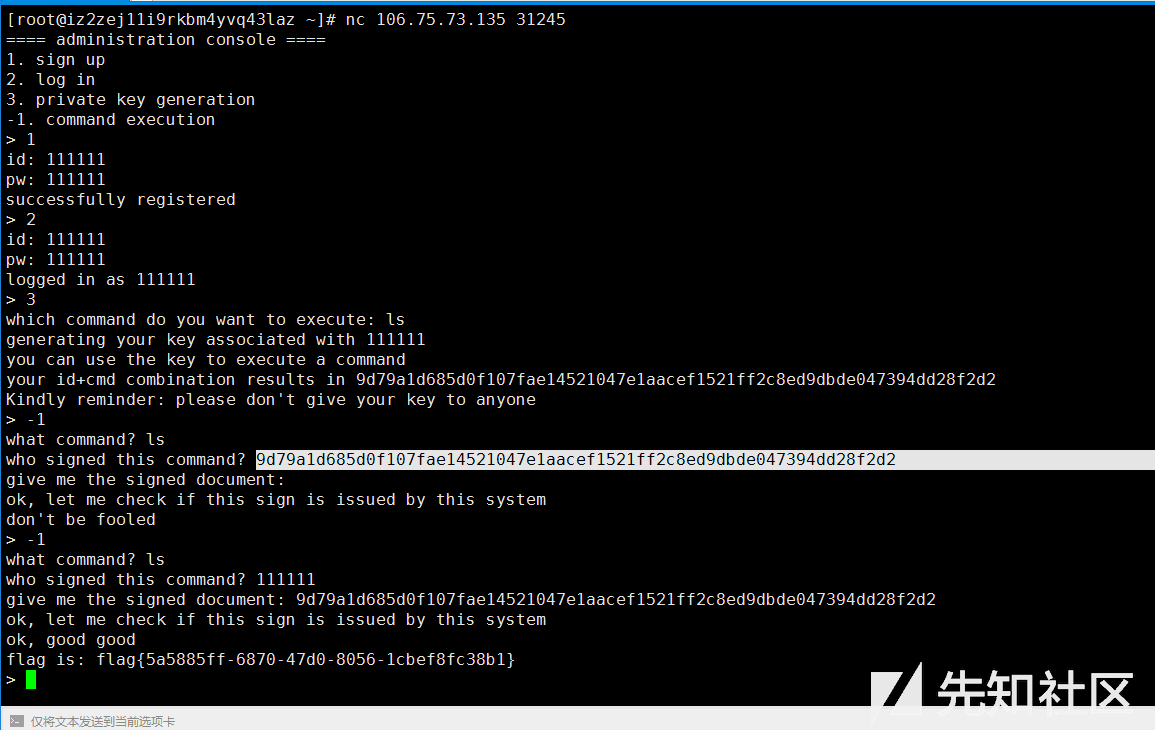 [root@iz2zej11i9rkbm4yvq43laz ~]# nc 106.75.73.135 31245
==== administration console ====
1. sign up
2. log in
3. private key generation
-1. command execution
> 1
id: 111111
pw: 111111
successfully registered
> 2
id: 111111
pw: 111111
logged in as 111111
> 3
which command do you want to execute: ls
generating your key associated with 111111
you can use the key to execute a command
your id+cmd combination results in 9d79a1d685d0f107fae14521047e1aacef1521ff2c8ed9dbde047394dd28f2d2
Kindly reminder: please don't give your key to anyone
> -1
what command? ls
who signed this command? 9d79a1d685d0f107fae14521047e1aacef1521ff2c8ed9dbde047394dd28f2d2
give me the signed document:
ok, let me check if this sign is issued by this system
don't be fooled
> -1
what command? ls
who signed this command? 111111
give me the signed document: 9d79a1d685d0f107fae14521047e1aacef1521ff2c8ed9dbde047394dd28f2d2
ok, let me check if this sign is issued by this system
ok, good good
flag is: flag{5a5885ff-6870-47d0-8056-1cbef8fc38b1}
>
先知社区
仅将文本发送到当前选项卡